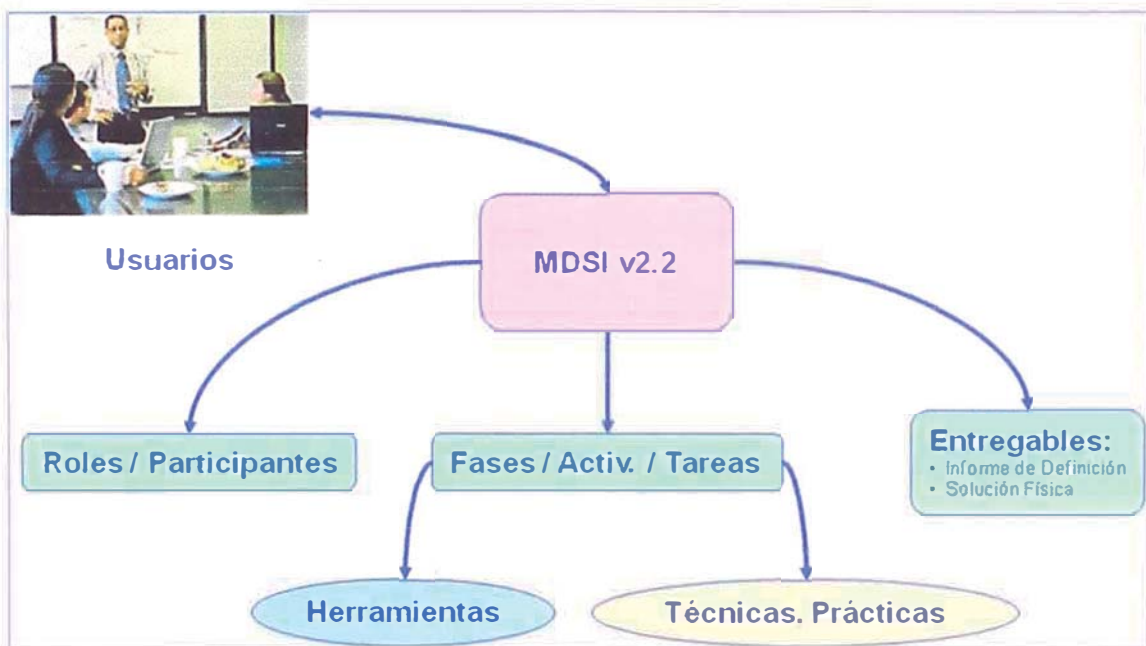 Usuarios
MDSI v2.2
Roles / Participantes
Fases / Activ. / Tareas
Entregables:
• Informe de Definición
• Solución Física
Herramientas
Técnicas. Prácticas